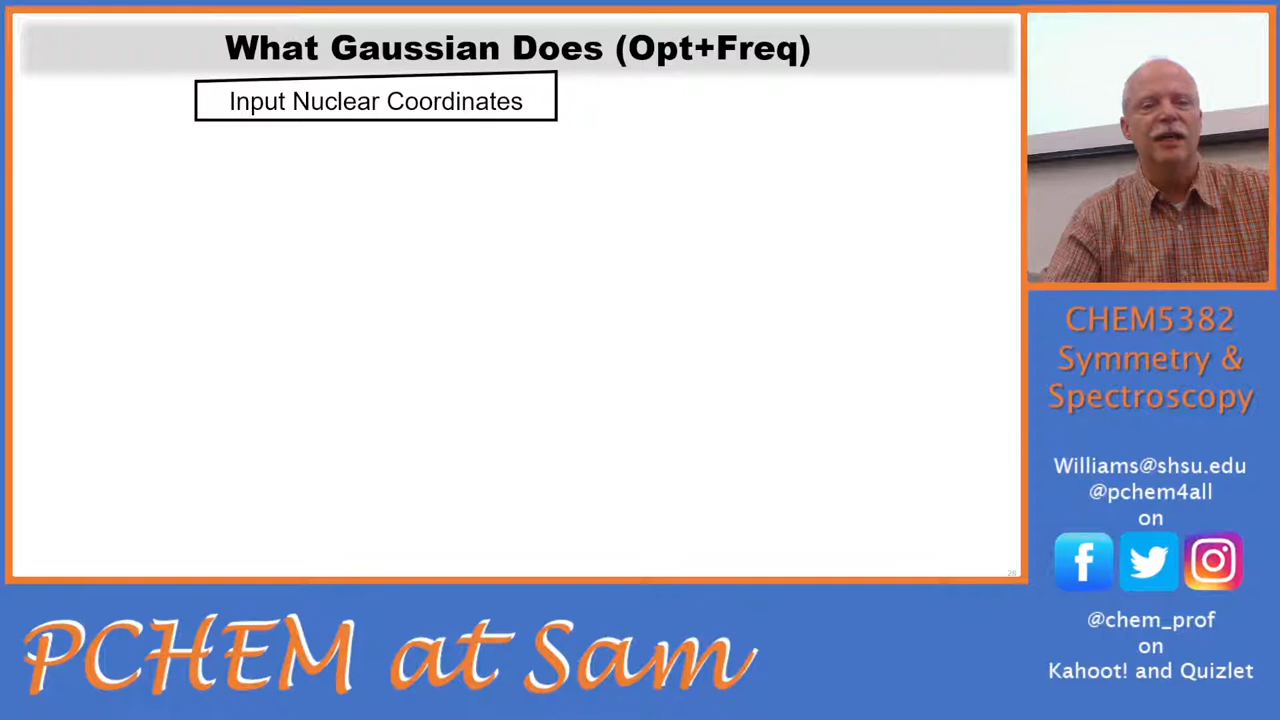 What Gaussian Does (Opt+Freq)
Input Nuclear Coordinates
28
CHEM5382
Symmetry &
Spectroscopy
Williams@shsu.edu
@pchem4all
on
@chem_prof
on
Kahoot! and Quizlet
PCHEM at Sam